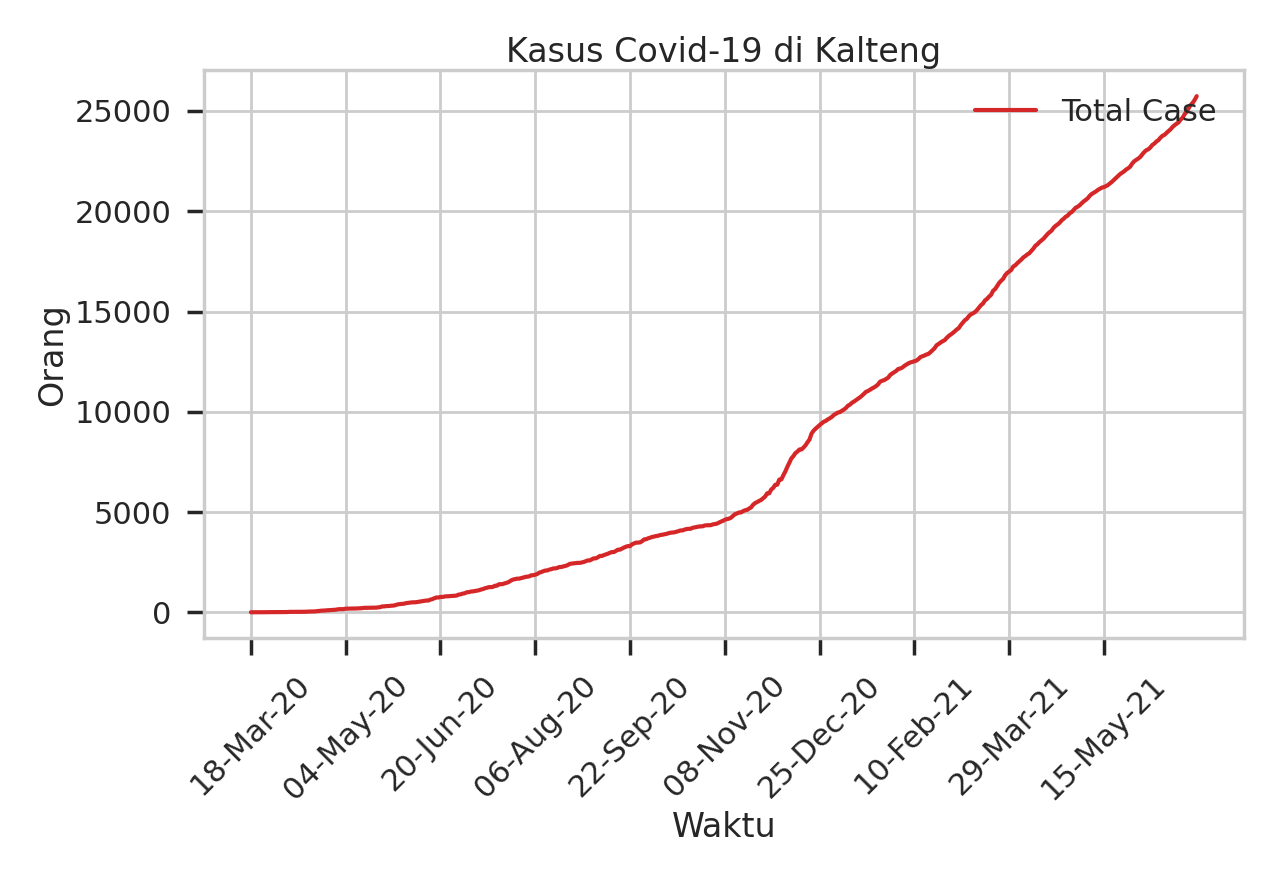 Kasus Covid-19 di Kalteng
Total Case
25000
20000
15000
10000
5000
0
Orang
18-Mar-20
04-May-20
20-Jun-20
06-Aug-20
22-Sep-20
08-Nov-20
25-Dec-20
10-Feb-21
29-Mar-21
15-May-21
Waktu